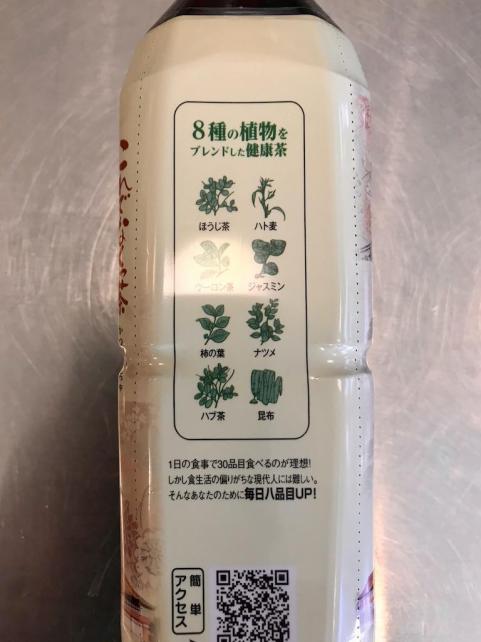 8種の植物を
ブレンドした健康茶
ほうじ茶
ハト麦
ウーロン茶
ジャスミン
柿の葉
ナツメ
ハブ茶
昆布
1日の食事で30品目食べるのが理想!
しかし食生活の偏りがちな現代人には難しい。
そんなあなたのために毎日八品目UP!
簡単
アクセス